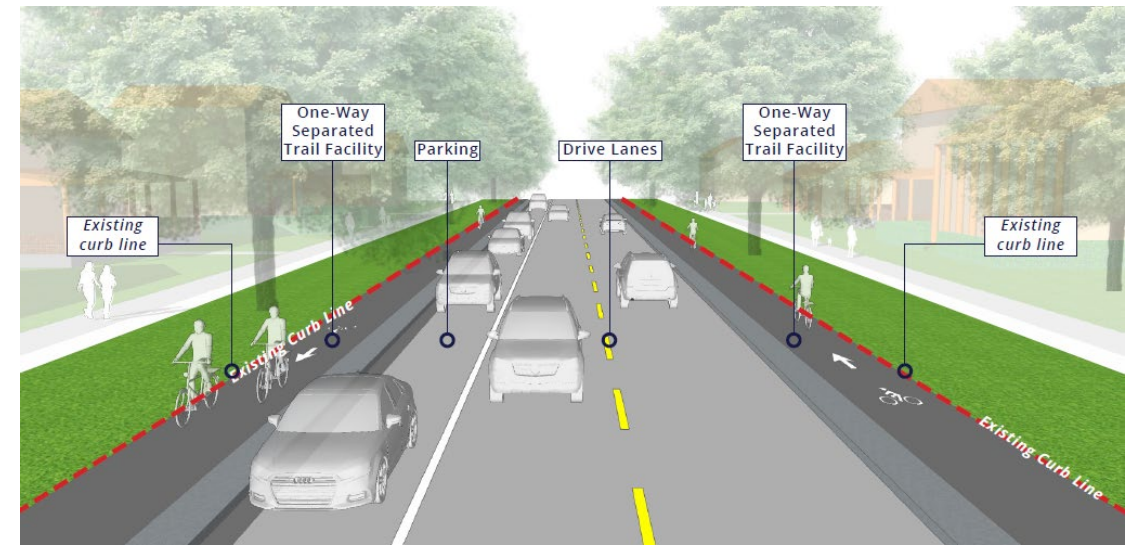 One-Way
Separated
Trail Facility
Parking
Drive Lanes
One-Way
Separated
Trail Facility
Existing
curb line
Existing
curb line
Existing Curb Line
Existing Curb Line